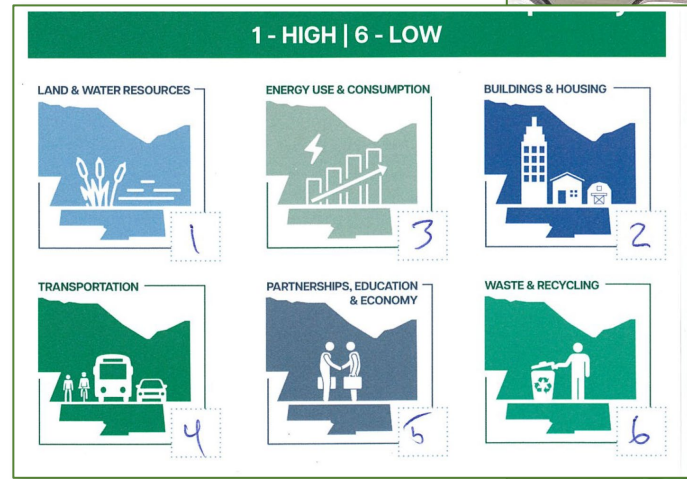 1 - HIGH | 6 - LOW
LAND & WATER RESOURCES
1
ENERGY USE & CONSUMPTION
3
BUILDINGS & HOUSING
2
TRANSPORTATION
4
PARTNERSHIPS, EDUCATION
& ECONOMY
5
WASTE & RECYCLING
6